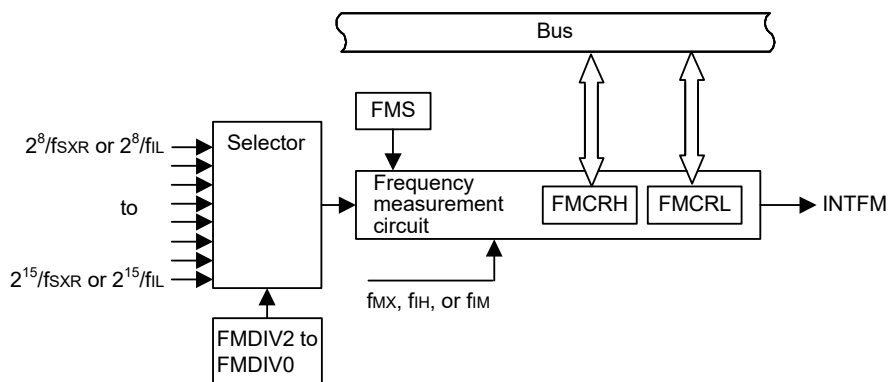 Bus
FMS
2⁸/fSXR or 2⁸/fIL
Selector
to
Frequency
measurement
circuit
FMCRH
FMCRL
INTFM
2¹⁵/fSXR or 2¹⁵/fIL
fMX, fIH, or fIM
FMDIV2 to
FMDIV0